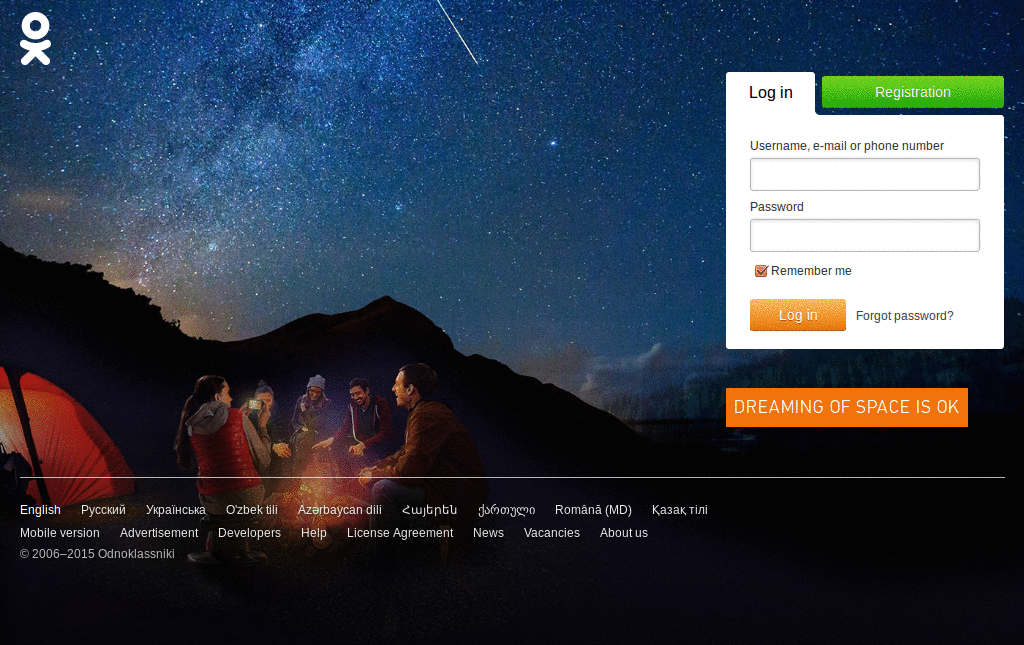 Log in
Registration
Username, e-mail or phone number
Password
Remember me
Log in
Forgot password?
DREAMING OF SPACE IS OK
English Русский Українська O'zbek tili Azərbaycan dili Հայերեն ქართული Română (MD) Қазақ тілі
Mobile version Advertisement Developers Help License Agreement News Vacancies About us
© 2006–2015 Odnoklassniki